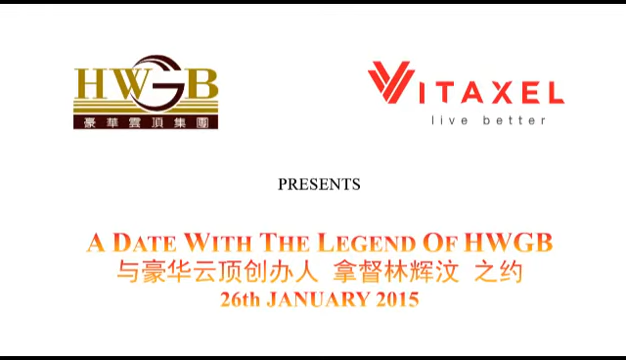 HWGB
豪華雲頂集團
VITAXEL
live better
PRESENTS
A DATE WITH THE LEGEND OF HWGB
与豪华云顶创办人 拿督林辉汶 之约
26th JANUARY 2015